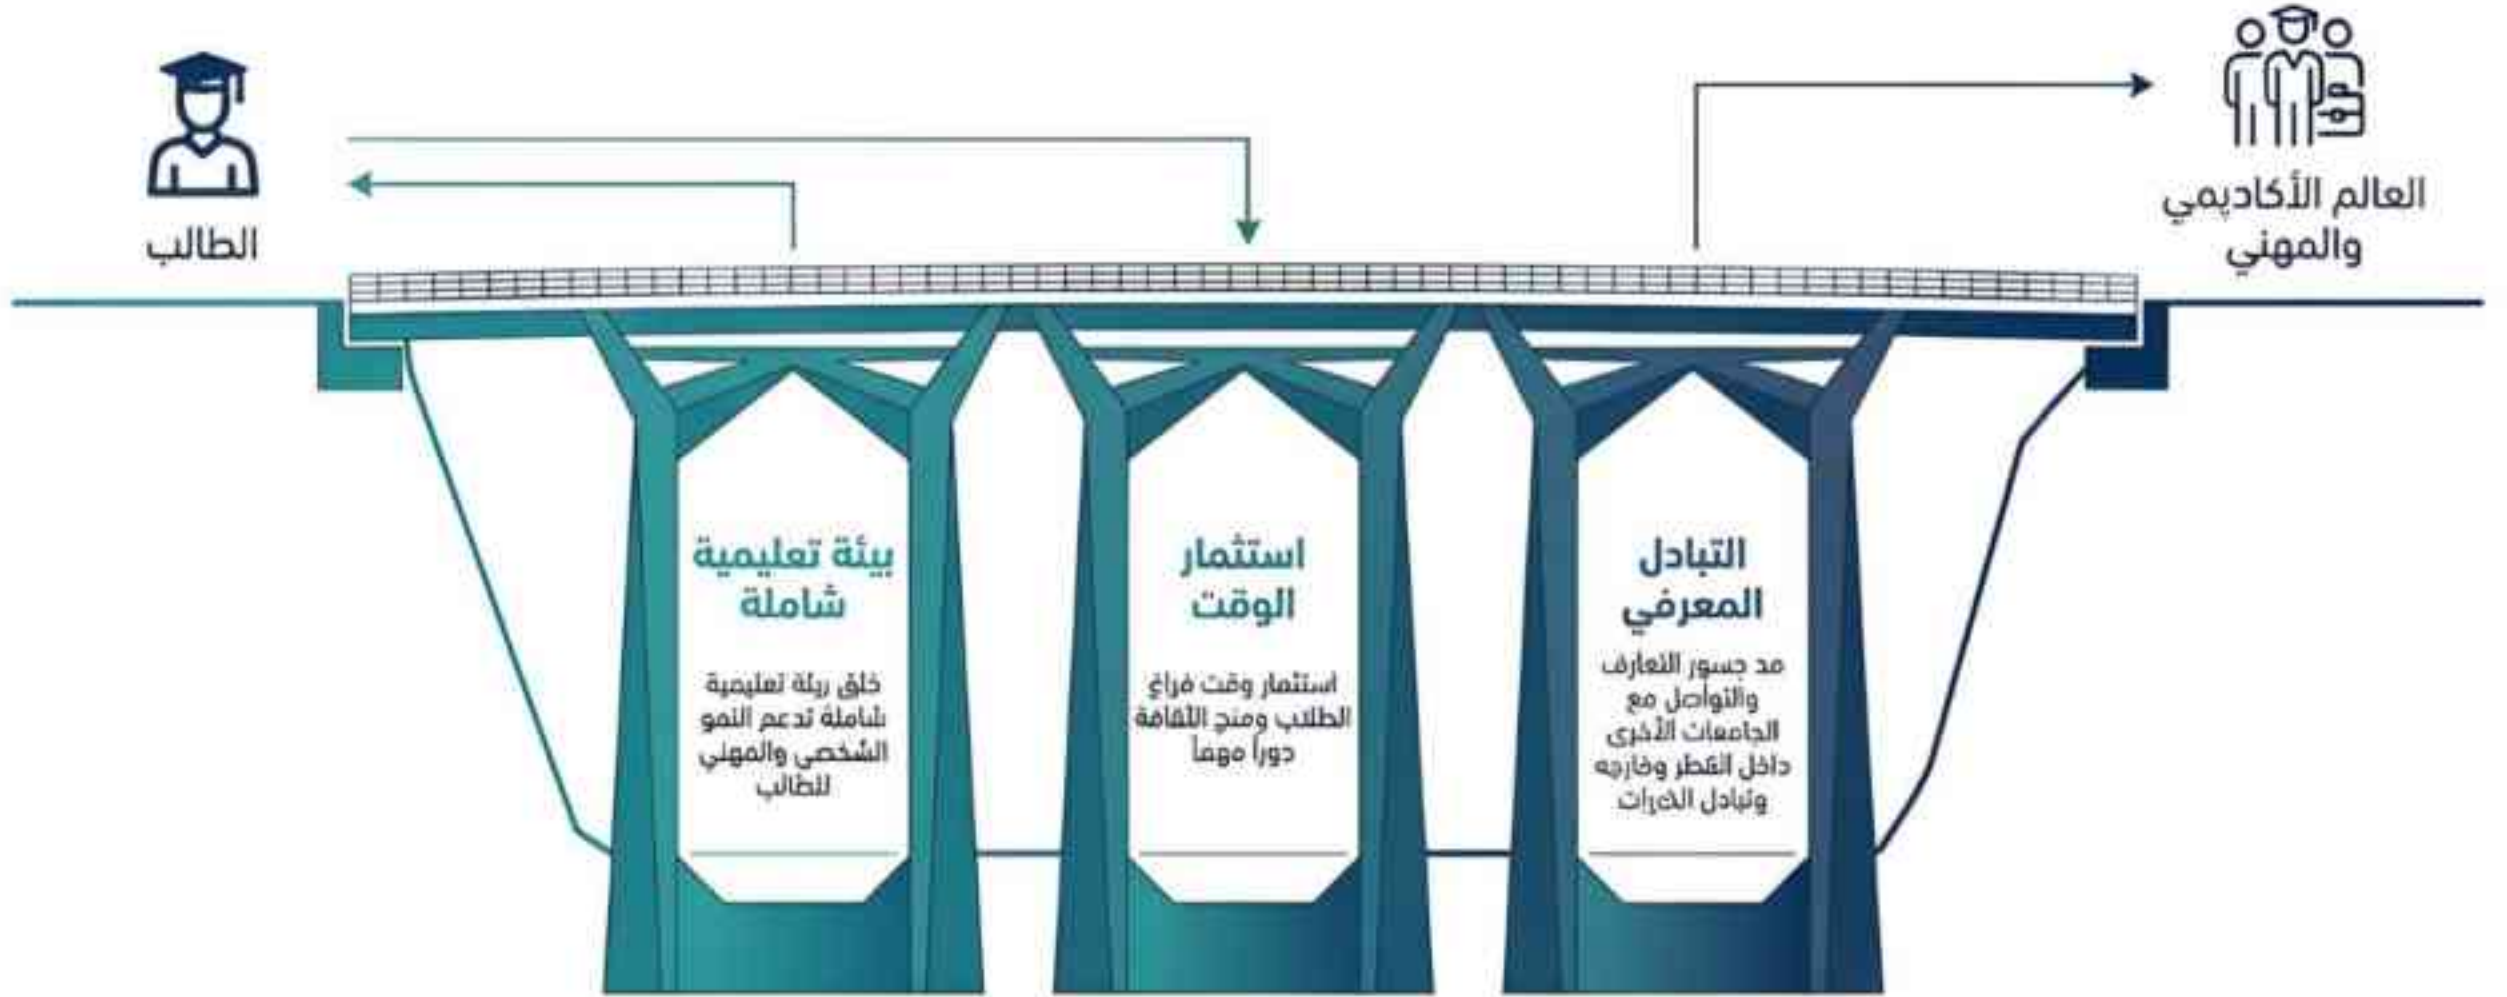 العالم الأكاديمي
والمهني
الطالب
التبادل
المعرفي
مد جسور التعارف
والتواصل مع
الجامعات الأخرى
داخل القطر وخارجه
وتبادل الخبرات
استثمار
الوقت
استثمار وقت فراغ
الطلاب ومنح الثقافة
دوراً مهماً
بيئة تعليمية
شاملة
خلق بيئة تعليمية
شاملة تدعم النمو
الشخصي والمهني
للطالب